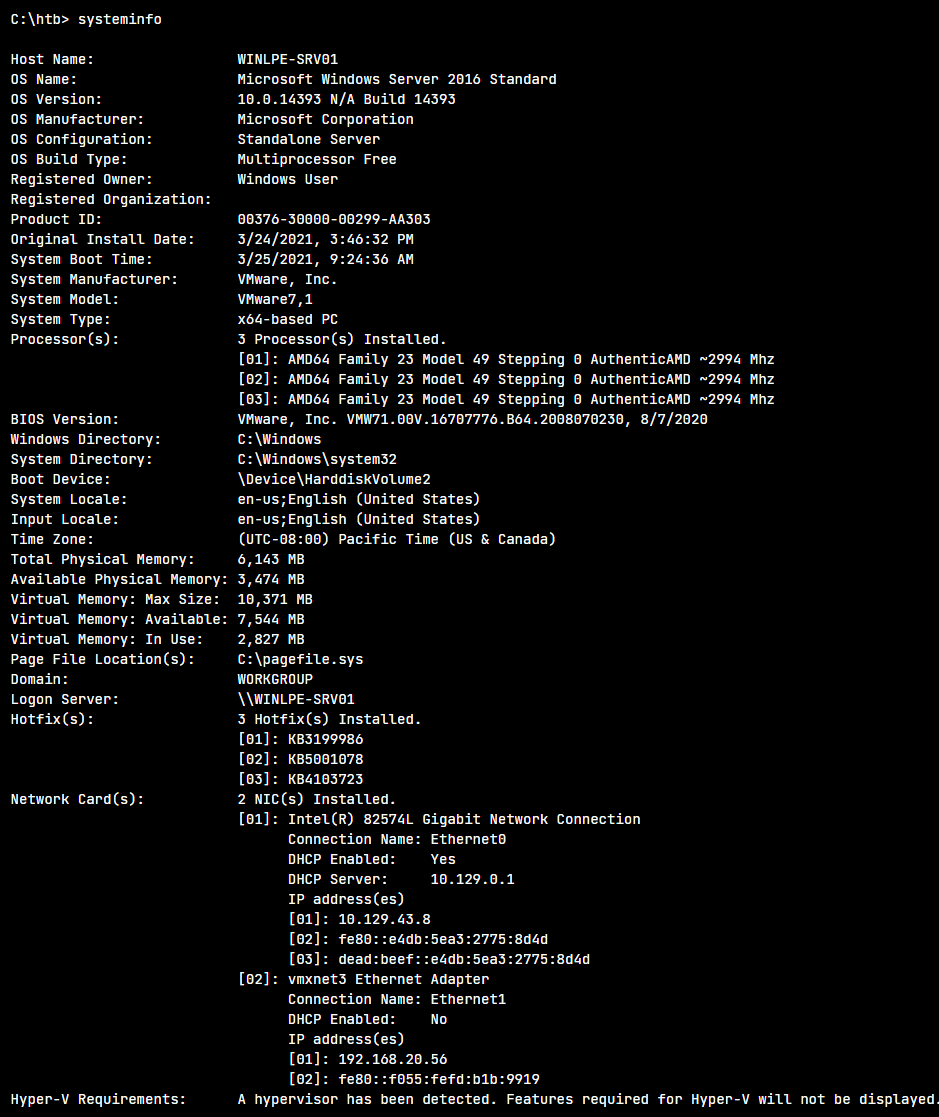 C:\htb> systeminfo
Host Name:                 WINLPE-SRV01
OS Name:                   Microsoft Windows Server 2016 Standard
OS Version:                10.0.14393 N/A Build 14393
OS Manufacturer:           Microsoft Corporation
OS Configuration:          Standalone Server
OS Build Type:             Multiprocessor Free
Registered Owner:          Windows User
Registered Organization:
Product ID:                00376-30000-00299-AA303
Original Install Date:     3/24/2021, 3:46:32 PM
System Boot Time:          3/25/2021, 9:24:36 AM
System Manufacturer:       VMware, Inc.
System Model:              VMware7,1
System Type:               x64-based PC
Processor(s):              3 Processor(s) Installed.
                           [01]: AMD64 Family 23 Model 49 Stepping 0 AuthenticAMD ~2994 Mhz
                           [02]: AMD64 Family 23 Model 49 Stepping 0 AuthenticAMD ~2994 Mhz
                           [03]: AMD64 Family 23 Model 49 Stepping 0 AuthenticAMD ~2994 Mhz
BIOS Version:              VMware, Inc. VMW71.00V.16707776.B64.2008070230, 8/7/2020
Windows Directory:         C:\Windows
System Directory:          C:\Windows\system32
Boot Device:               \Device\HarddiskVolume2
System Locale:             en-us;English (United States)
Input Locale:              en-us;English (United States)
Time Zone:                 (UTC-08:00) Pacific Time (US & Canada)
Total Physical Memory:     6,143 MB
Available Physical Memory: 3,474 MB
Virtual Memory: Max Size:  10,371 MB
Virtual Memory: Available: 7,544 MB
Virtual Memory: In Use:    2,827 MB
Page File Location(s):     C:\pagefile.sys
Domain:                    WORKGROUP
Logon Server:              \\WINLPE-SRV01
Hotfix(s):                 3 Hotfix(s) Installed.
                           [01]: KB3199986
                           [02]: KB5001078
                           [03]: KB4103723
Network Card(s):           2 NIC(s) Installed.
                           [01]: Intel(R) 82574L Gigabit Network Connection
                                 Connection Name: Ethernet0
                                 DHCP Enabled:    Yes
                                 DHCP Server:     10.129.0.1
                                 IP address(es)
                                 [01]: 10.129.43.8
                                 [02]: fe80::e4db:5ea3:2775:8d4d
                                 [03]: dead:beef::e4db:5ea3:2775:8d4d
                           [02]: vmxnet3 Ethernet Adapter
                                 Connection Name: Ethernet1
                                 DHCP Enabled:    No
                                 IP address(es)
                                 [01]: 192.168.20.56
                                 [02]: fe80::f055:fefd:b1b:9919
Hyper-V Requirements:      A hypervisor has been detected. Features required for Hyper-V will not be displayed.